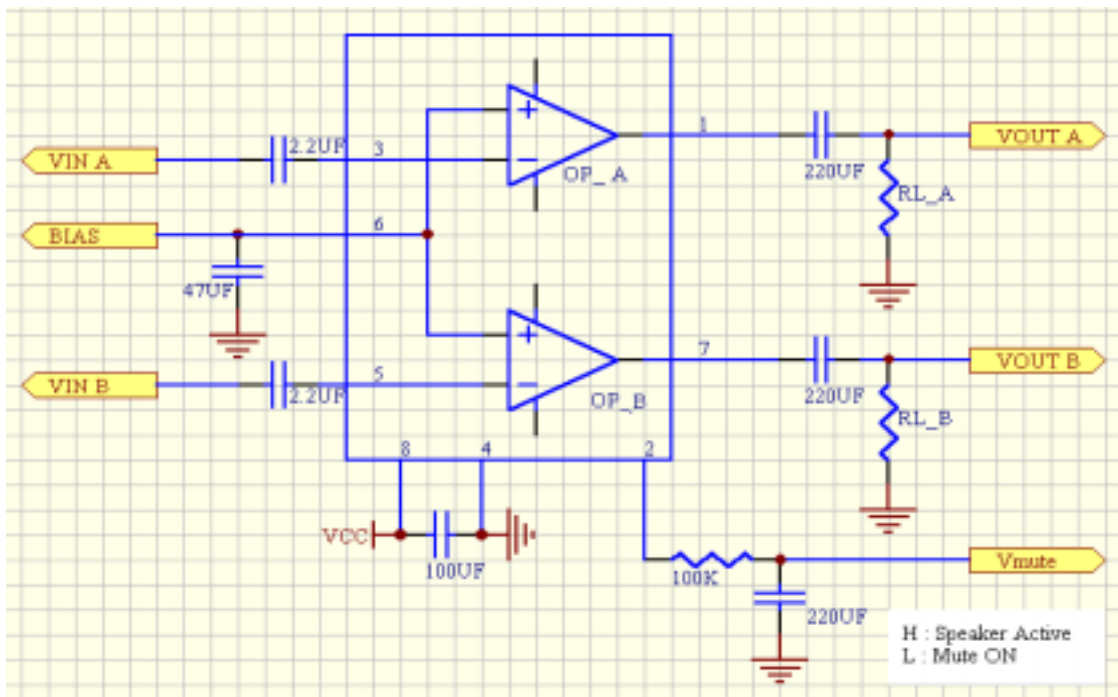 1
2.2UF
3
VIN A
VOUT A
OP_ A
220UF
RL_A
6
BIAS
47UF
7
5
VIN B
2.2UF
VOUT B
OP_B
220UF
RL_B
8
4
2
VCC
100UF
100K
Vmute
220UF
H : Speaker Active
L : Mute ON